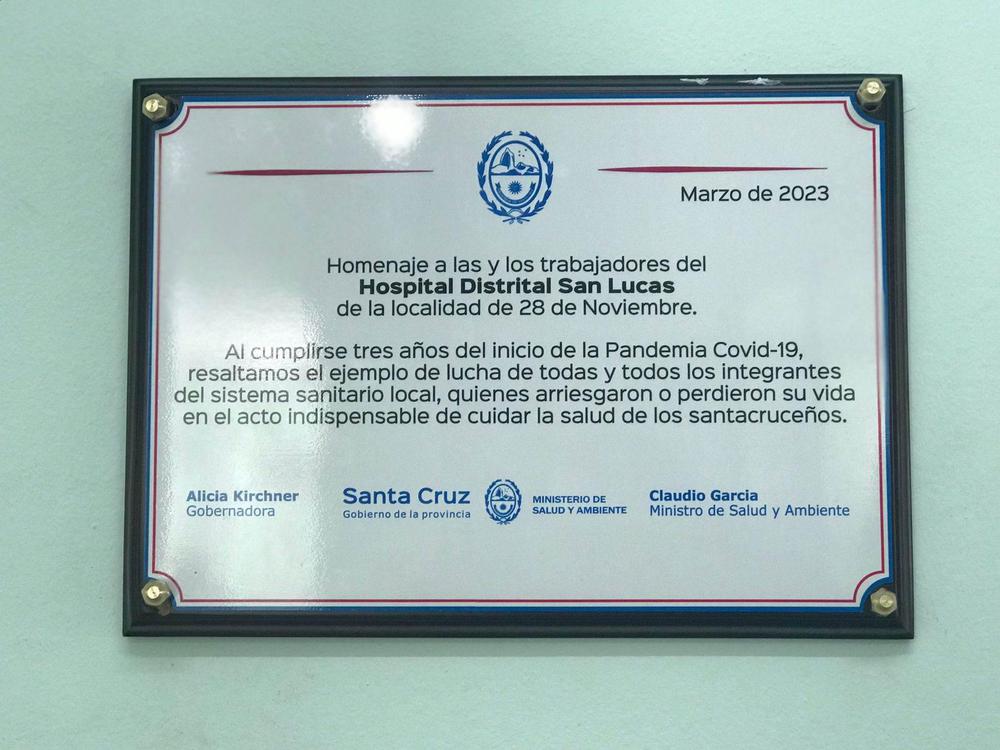 Marzo de 2023
Homenaje a las y los trabajadores del
Hospital Distrital San Lucas
de la localidad de 28 de Noviembre.
Al cumplirse tres años del inicio de la Pandemia Covid-19,
resaltamos el ejemplo de lucha de todas y todos los integrantes
del sistema sanitario local, quienes arriesgaron o perdieron su vida
en el acto indispensable de cuidar la salud de los santacruceños.
Alicia Kirchner
Gobernadora
Santa Cruz
Gobierno de la provincia
MINISTERIO DE
SALUD Y AMBIENTE
Claudio Garcia
Ministro de Salud y Ambiente